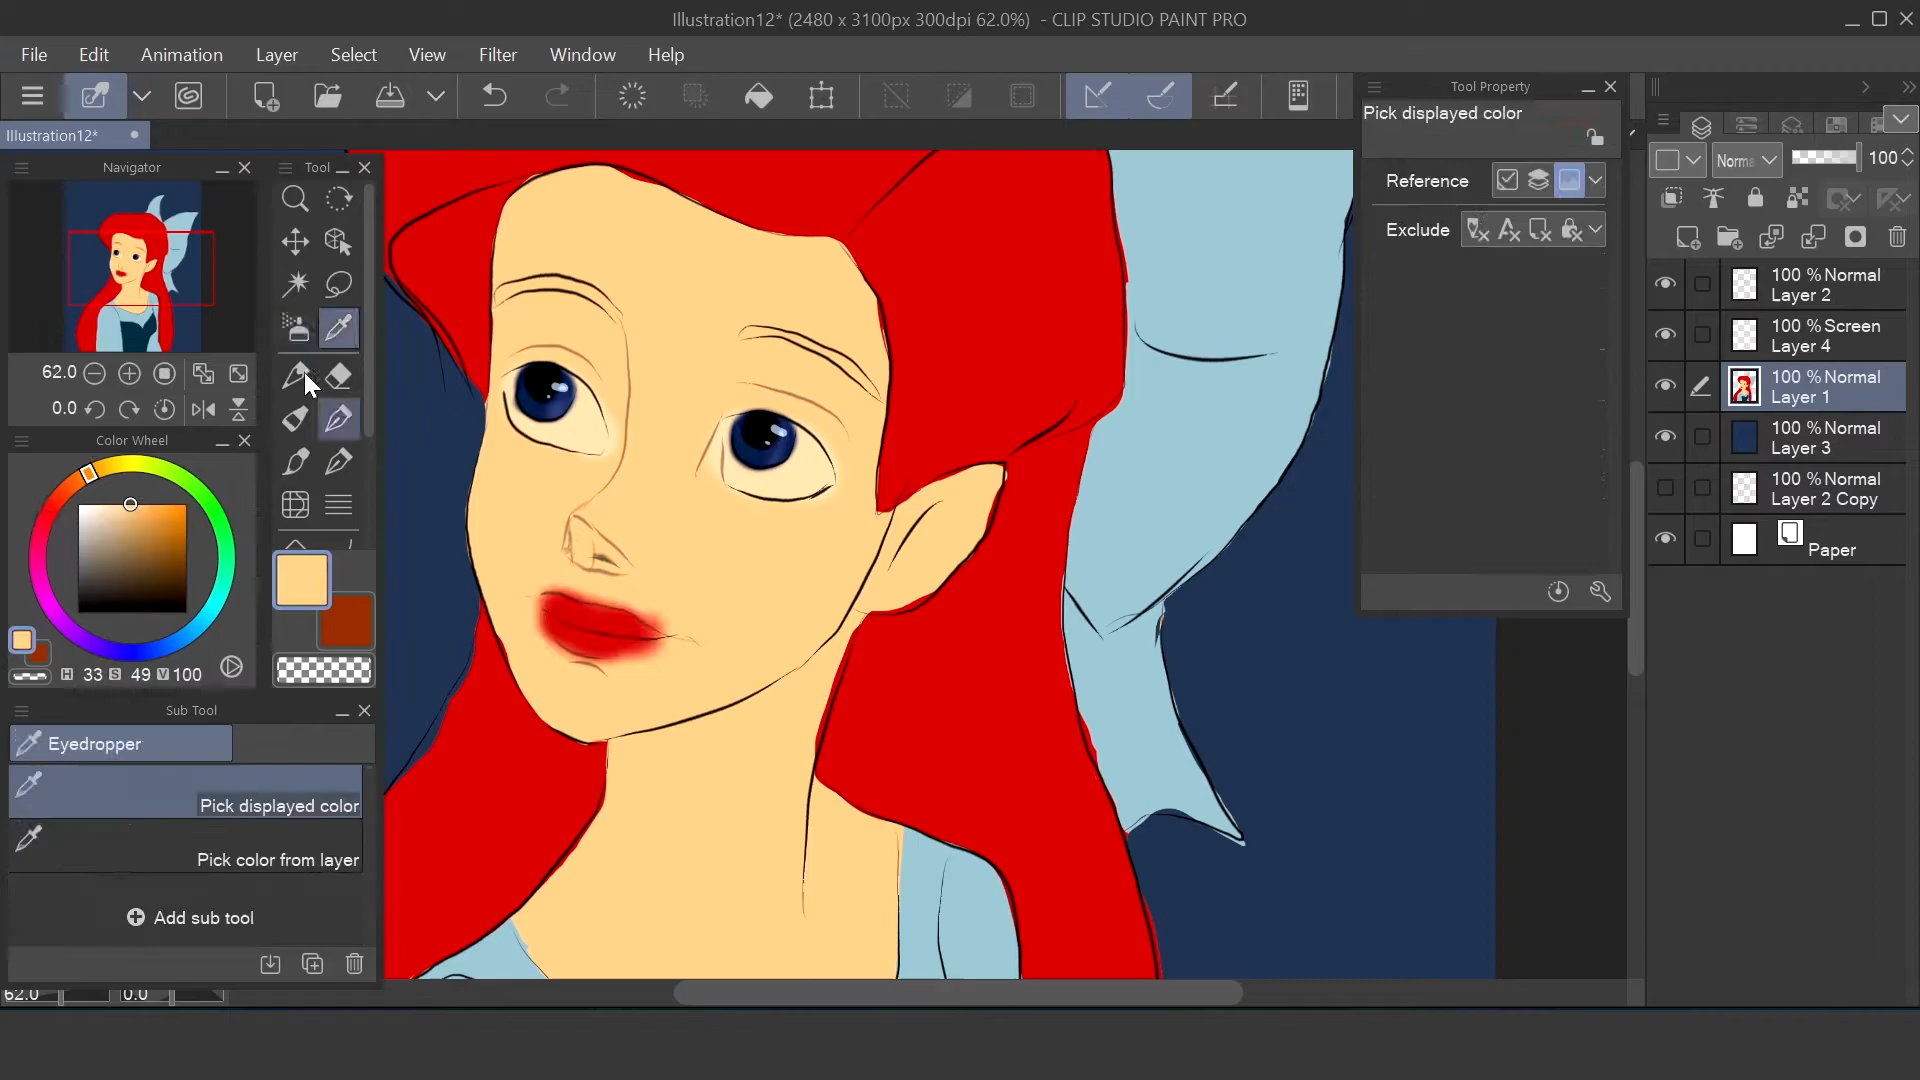 Illustration12* (2480 x 3100px 300dpi 62.0%)  - CLIP STUDIO PAINT PRO
File Edit Animation Layer Select View Filter Window Help
Illustration12*
Navigator
62.0
0.0
Color Wheel
H 33 S 49 V 100
Tool
Sub Tool
Eyedropper
Pick displayed color
Pick color from layer
Add sub tool
62.0 0.0
Tool Property
Pick displayed color
Reference
Exclude
Norma 100
100 % Normal
Layer 2
100 % Screen
Layer 4
100 % Normal
Layer 1
100 % Normal
Layer 3
100 % Normal
Layer 2 Copy
Paper